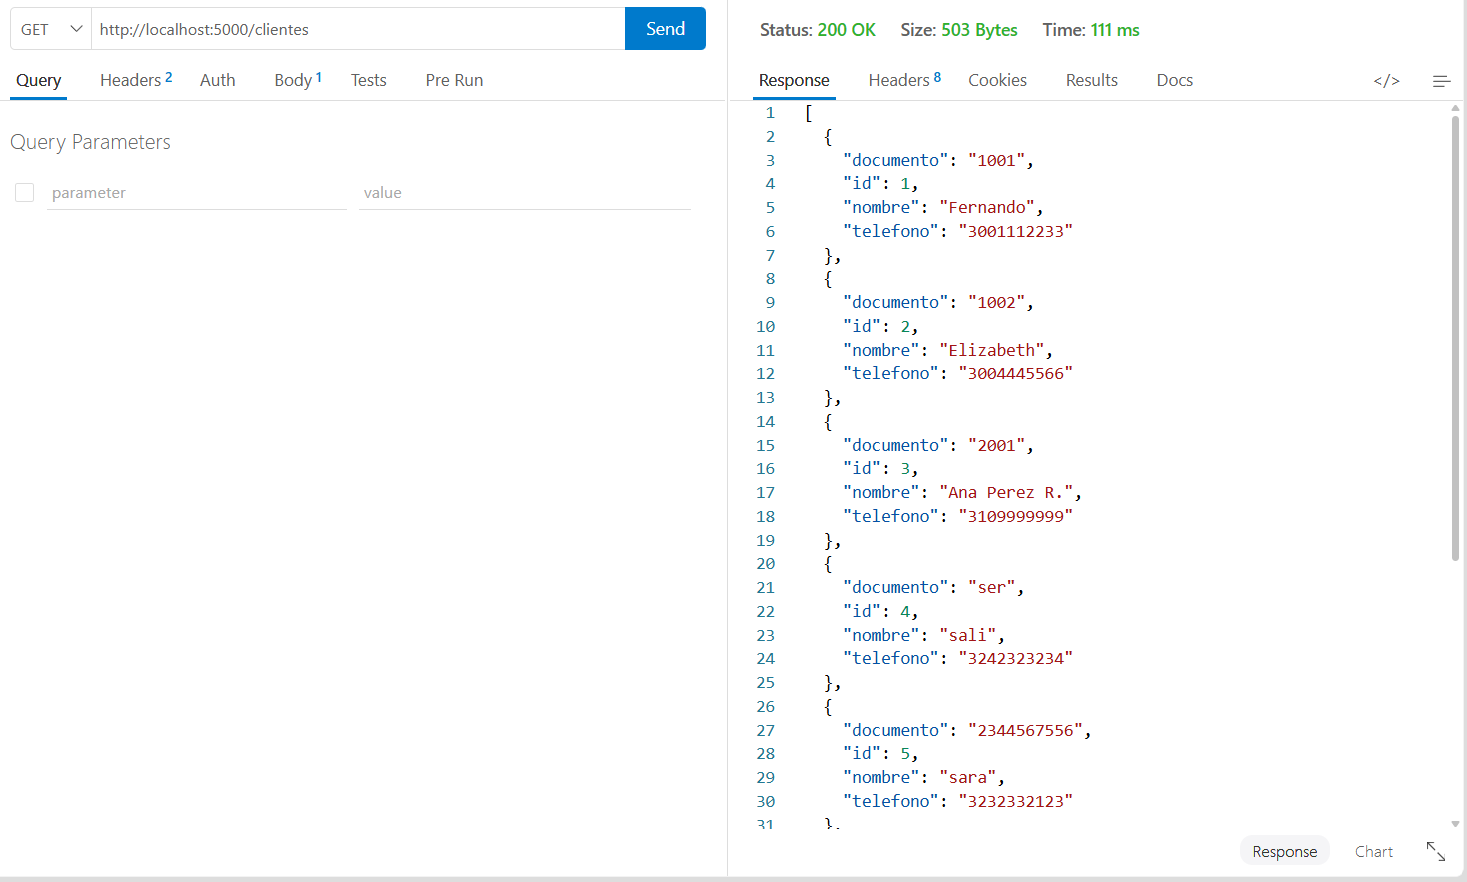 GET http://localhost:5000/clientes Send
Query Headers 2 Auth Body 1 Tests Pre Run
Query Parameters
parameter value
Status: 200 OK Size: 503 Bytes Time: 111 ms
Response Headers 8 Cookies Results Docs </>
1 [
2 {
3 "documento": "1001",
4 "id": 1,
5 "nombre": "Fernando",
6 "telefono": "3001112233"
7 },
8 {
9 "documento": "1002",
10 "id": 2,
11 "nombre": "Elizabeth",
12 "telefono": "3004445566"
13 },
14 {
15 "documento": "2001",
16 "id": 3,
17 "nombre": "Ana Perez R.",
18 "telefono": "3109999999"
19 },
20 {
21 "documento": "ser",
22 "id": 4,
23 "nombre": "sali",
24 "telefono": "3242323234"
25 },
26 {
27 "documento": "2344567556",
28 "id": 5,
29 "nombre": "sara",
30 "telefono": "3232332123"
31 },
Response Chart